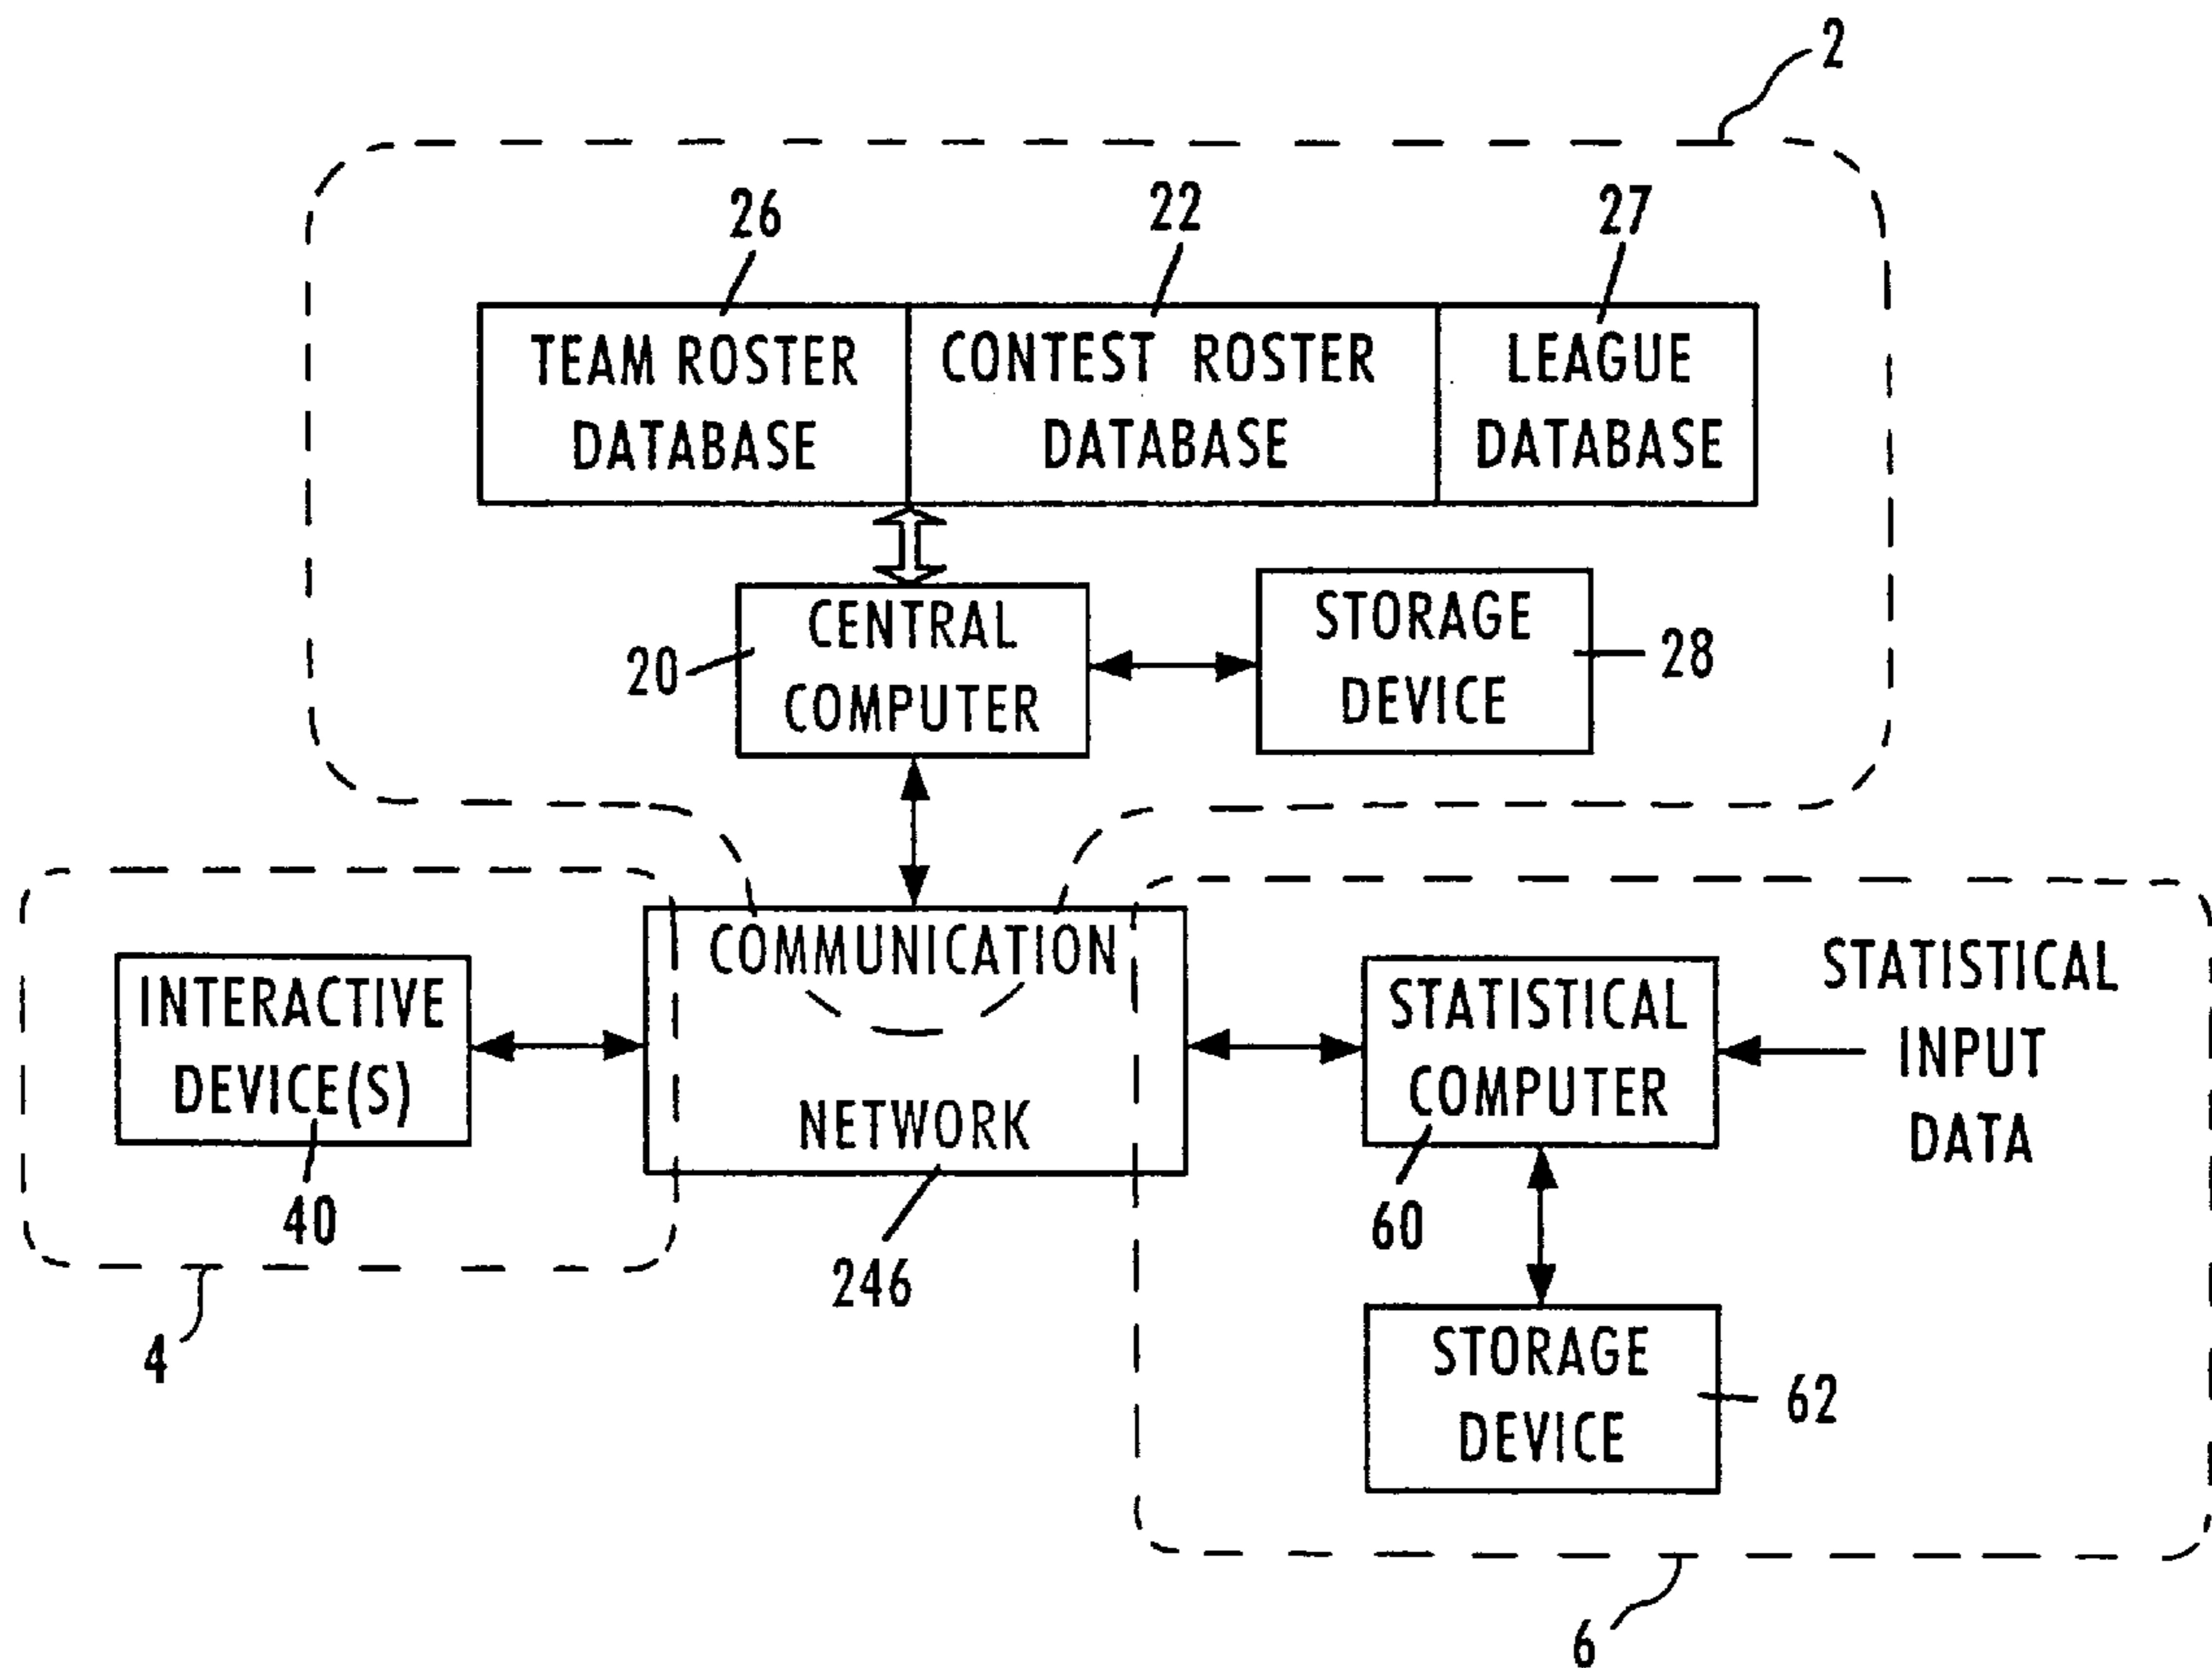 2
26
22
27
TEAM ROSTER
DATABASE
CONTEST ROSTER
DATABASE
LEAGUE
DATABASE
20
CENTRAL
COMPUTER
STORAGE
DEVICE
28
INTERACTIVE
DEVICE(S)
40
4
COMMUNICATION
NETWORK
246
STATISTICAL
COMPUTER
60
STATISTICAL
INPUT
DATA
STORAGE
DEVICE
62
6